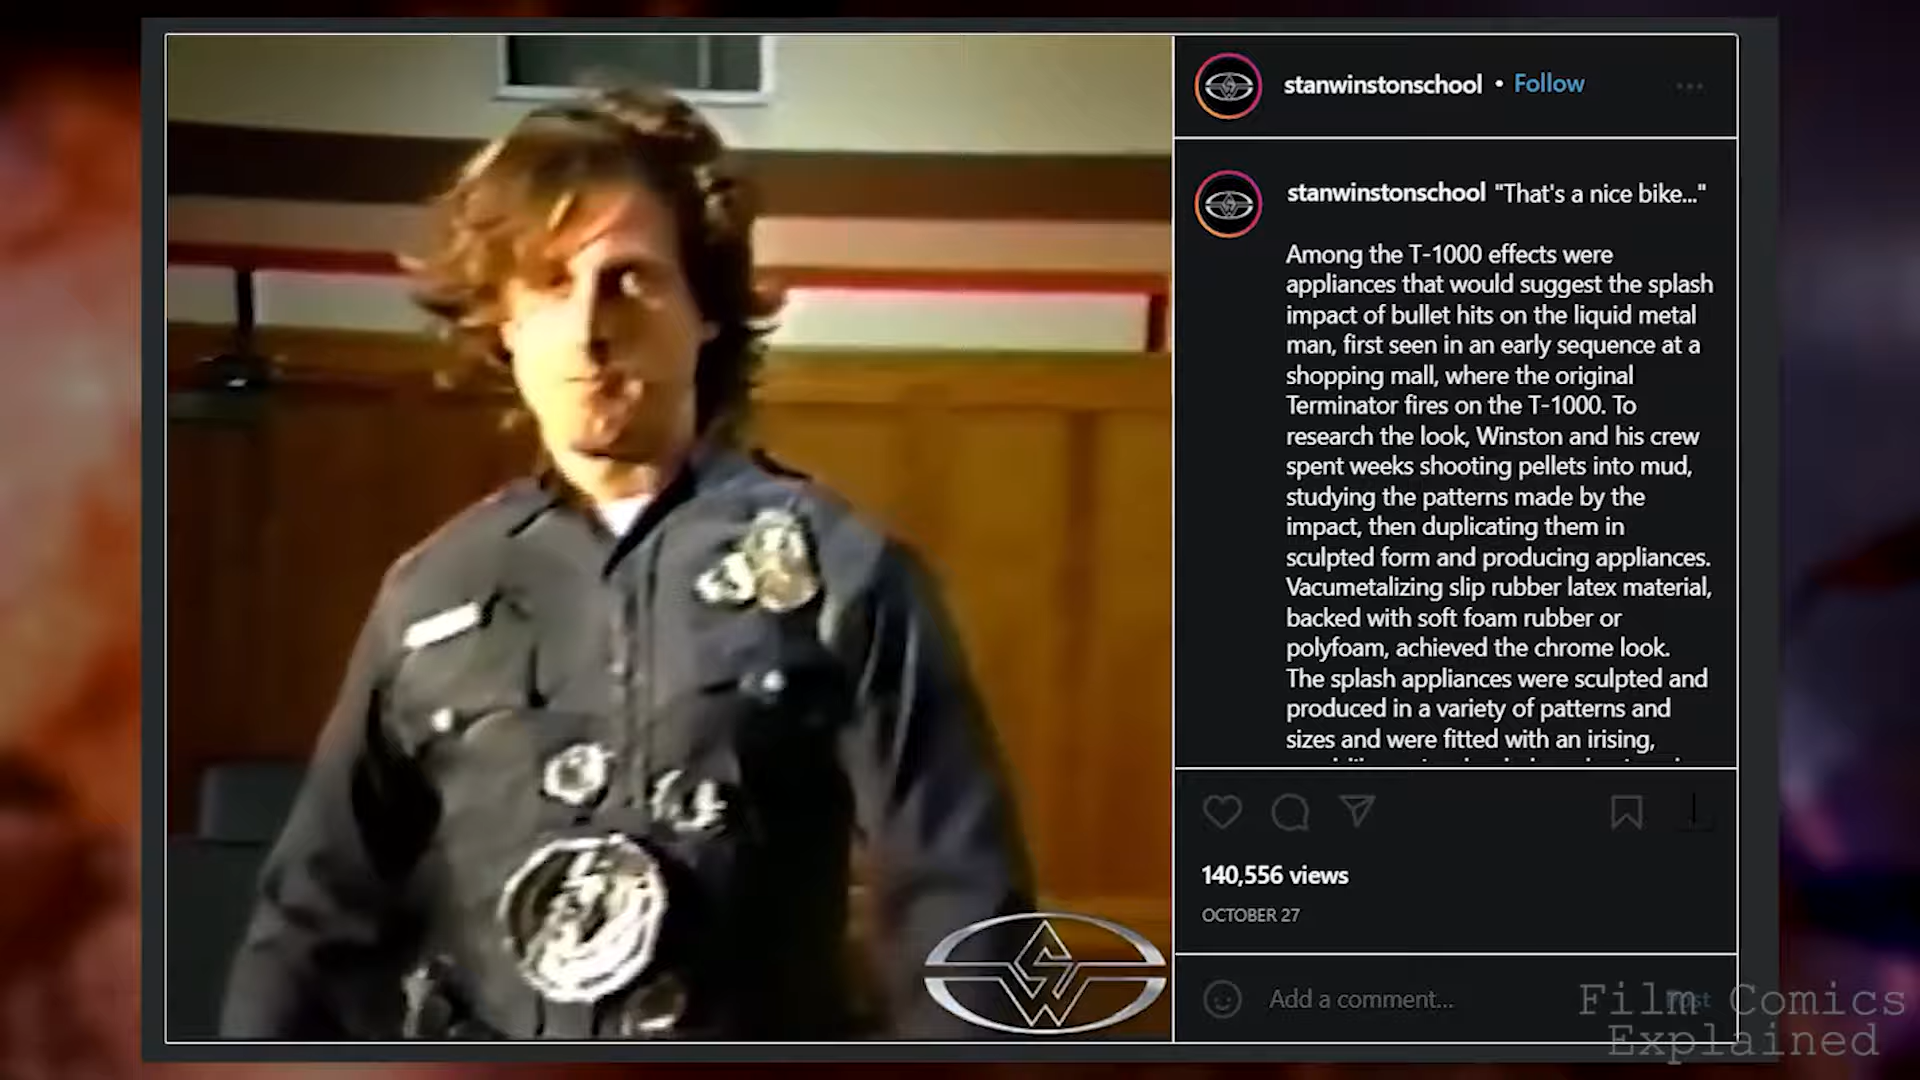 stanwinstonschool • Follow
stanwinstonschool "That's a nice bike..."
Among the T-1000 effects were
appliances that would suggest the splash
impact of bullet hits on the liquid metal
man, first seen in an early sequence at a
shopping mall, where the original
Terminator fires on the T-1000. To
research the look, Winston and his crew
spent weeks shooting pellets into mud,
studying the patterns made by the
impact, then duplicating them in
sculpted form and producing appliances.
Vacumetalizing slip rubber latex material,
backed with soft foam rubber or
polyfoam, achieved the chrome look.
The splash appliances were sculpted and
produced in a variety of patterns and
sizes and were fitted with an irising,
140,556 views
OCTOBER 27
Add a comment...
Post
Film Comics
Explained
SW